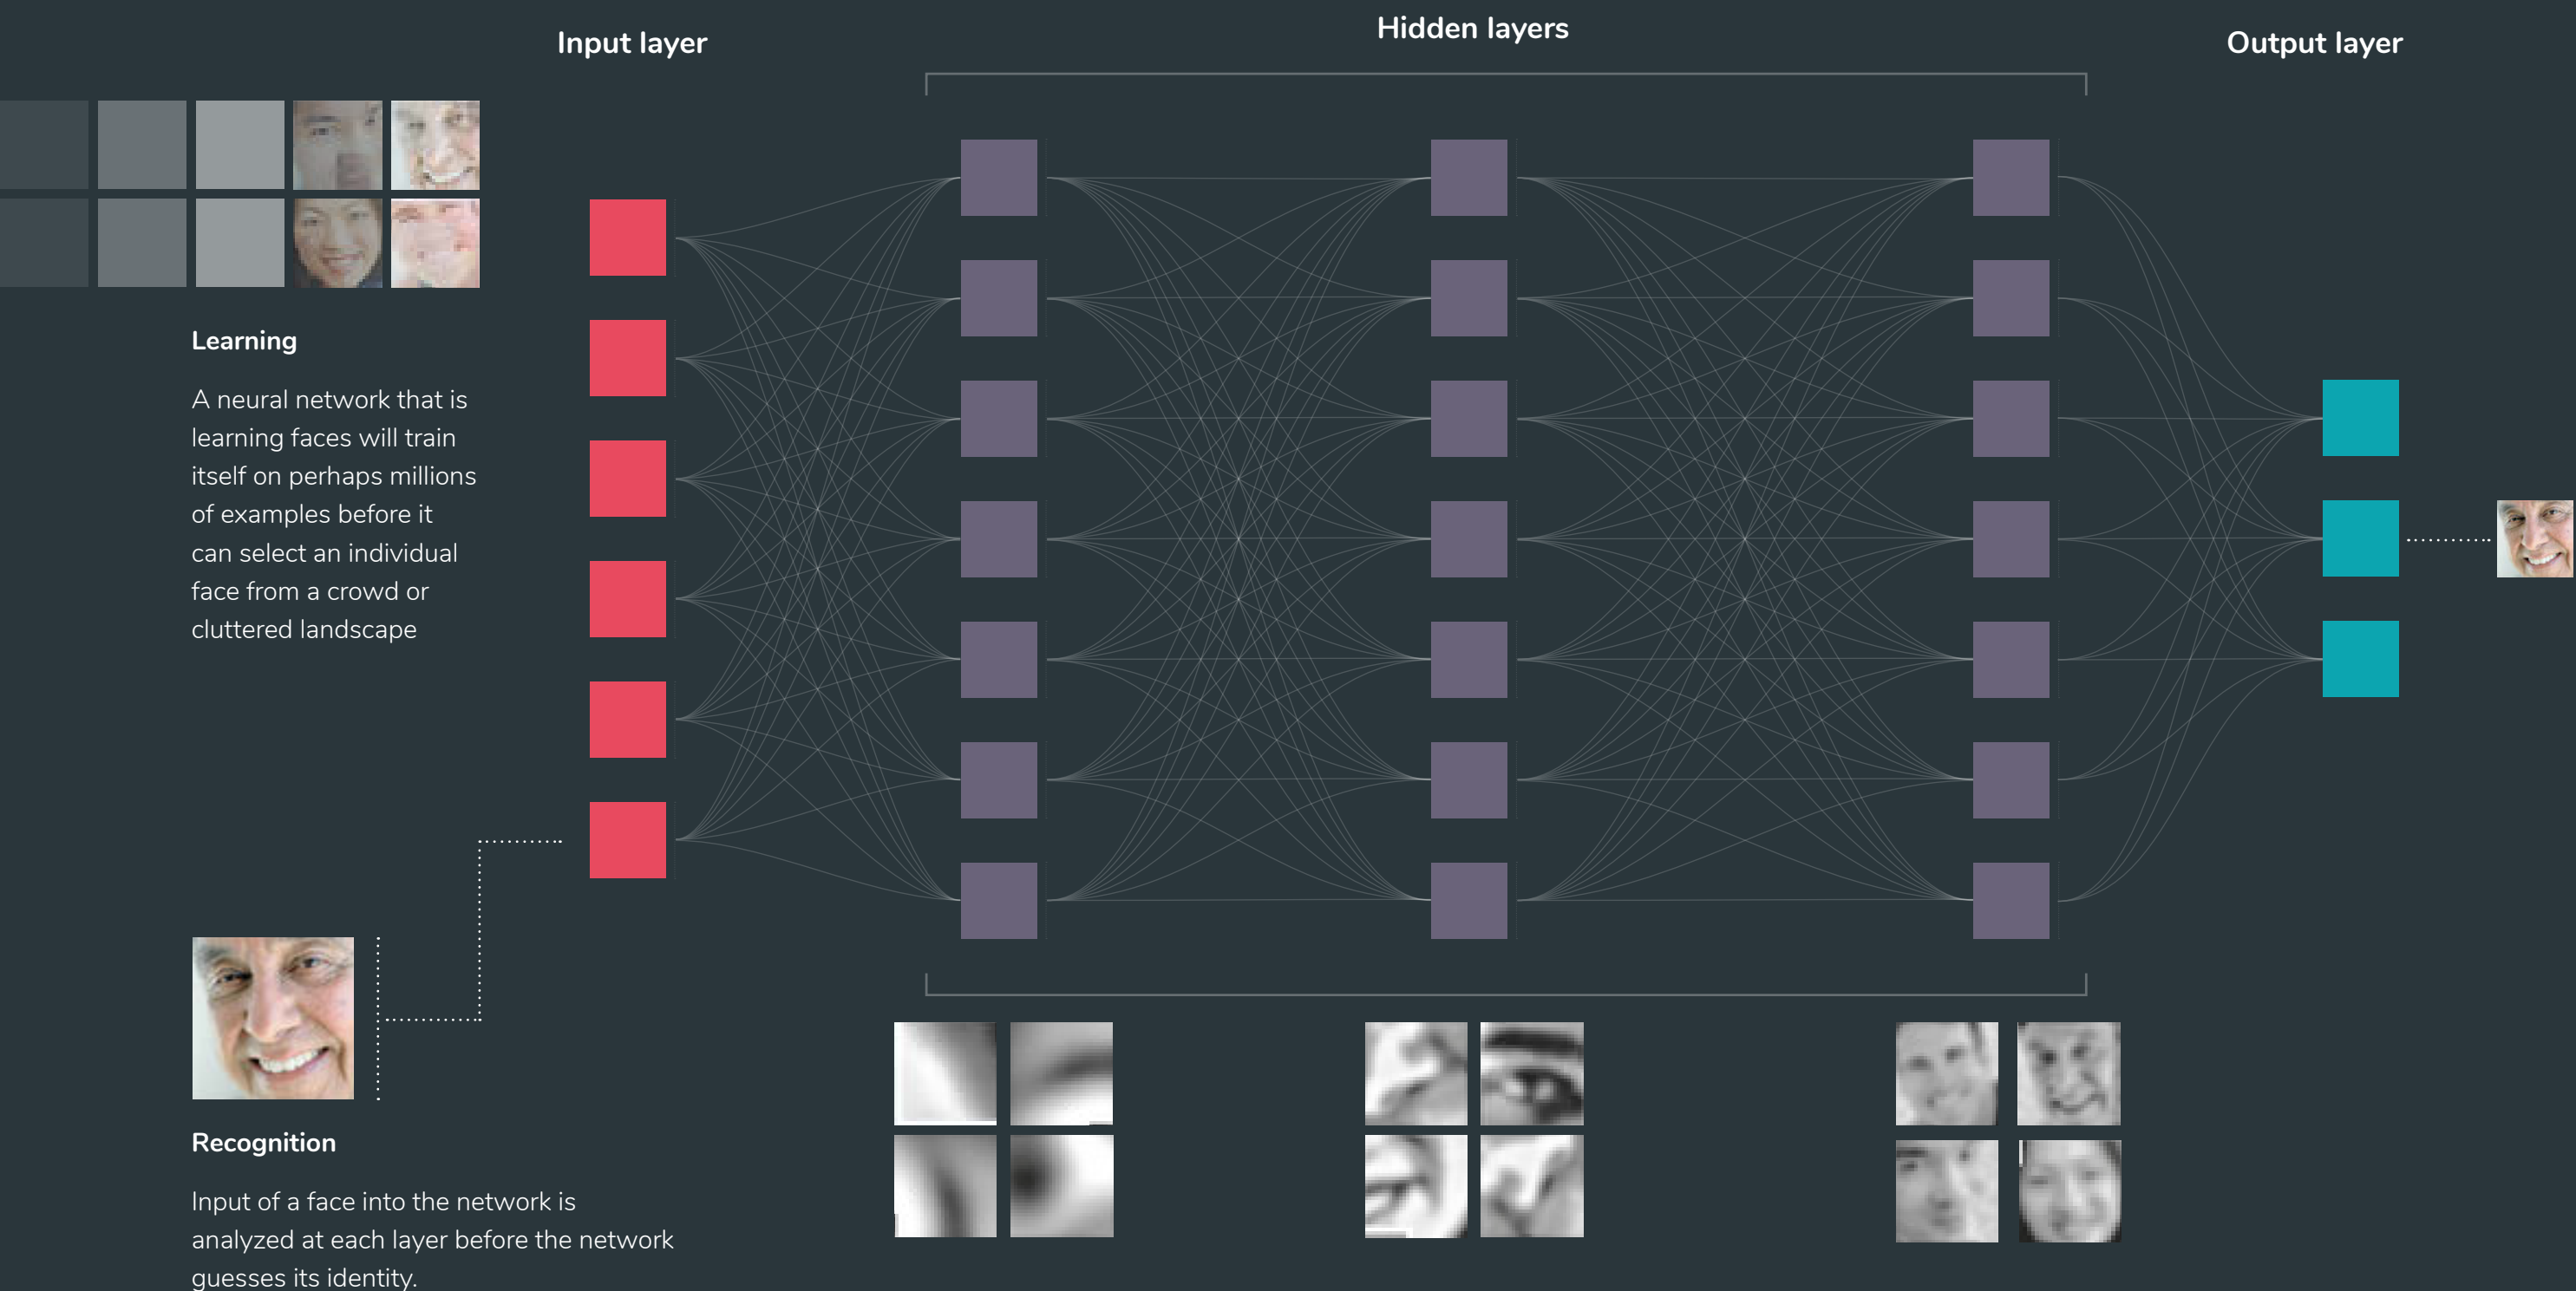 Input layer
Hidden layers
Output layer
Learning
A neural network that is
learning faces will train
itself on perhaps millions
of examples before it
can select an individual
face from a crowd or
cluttered landscape
Recognition
Input of a face into the network is
analyzed at each layer before the network
guesses its identity.